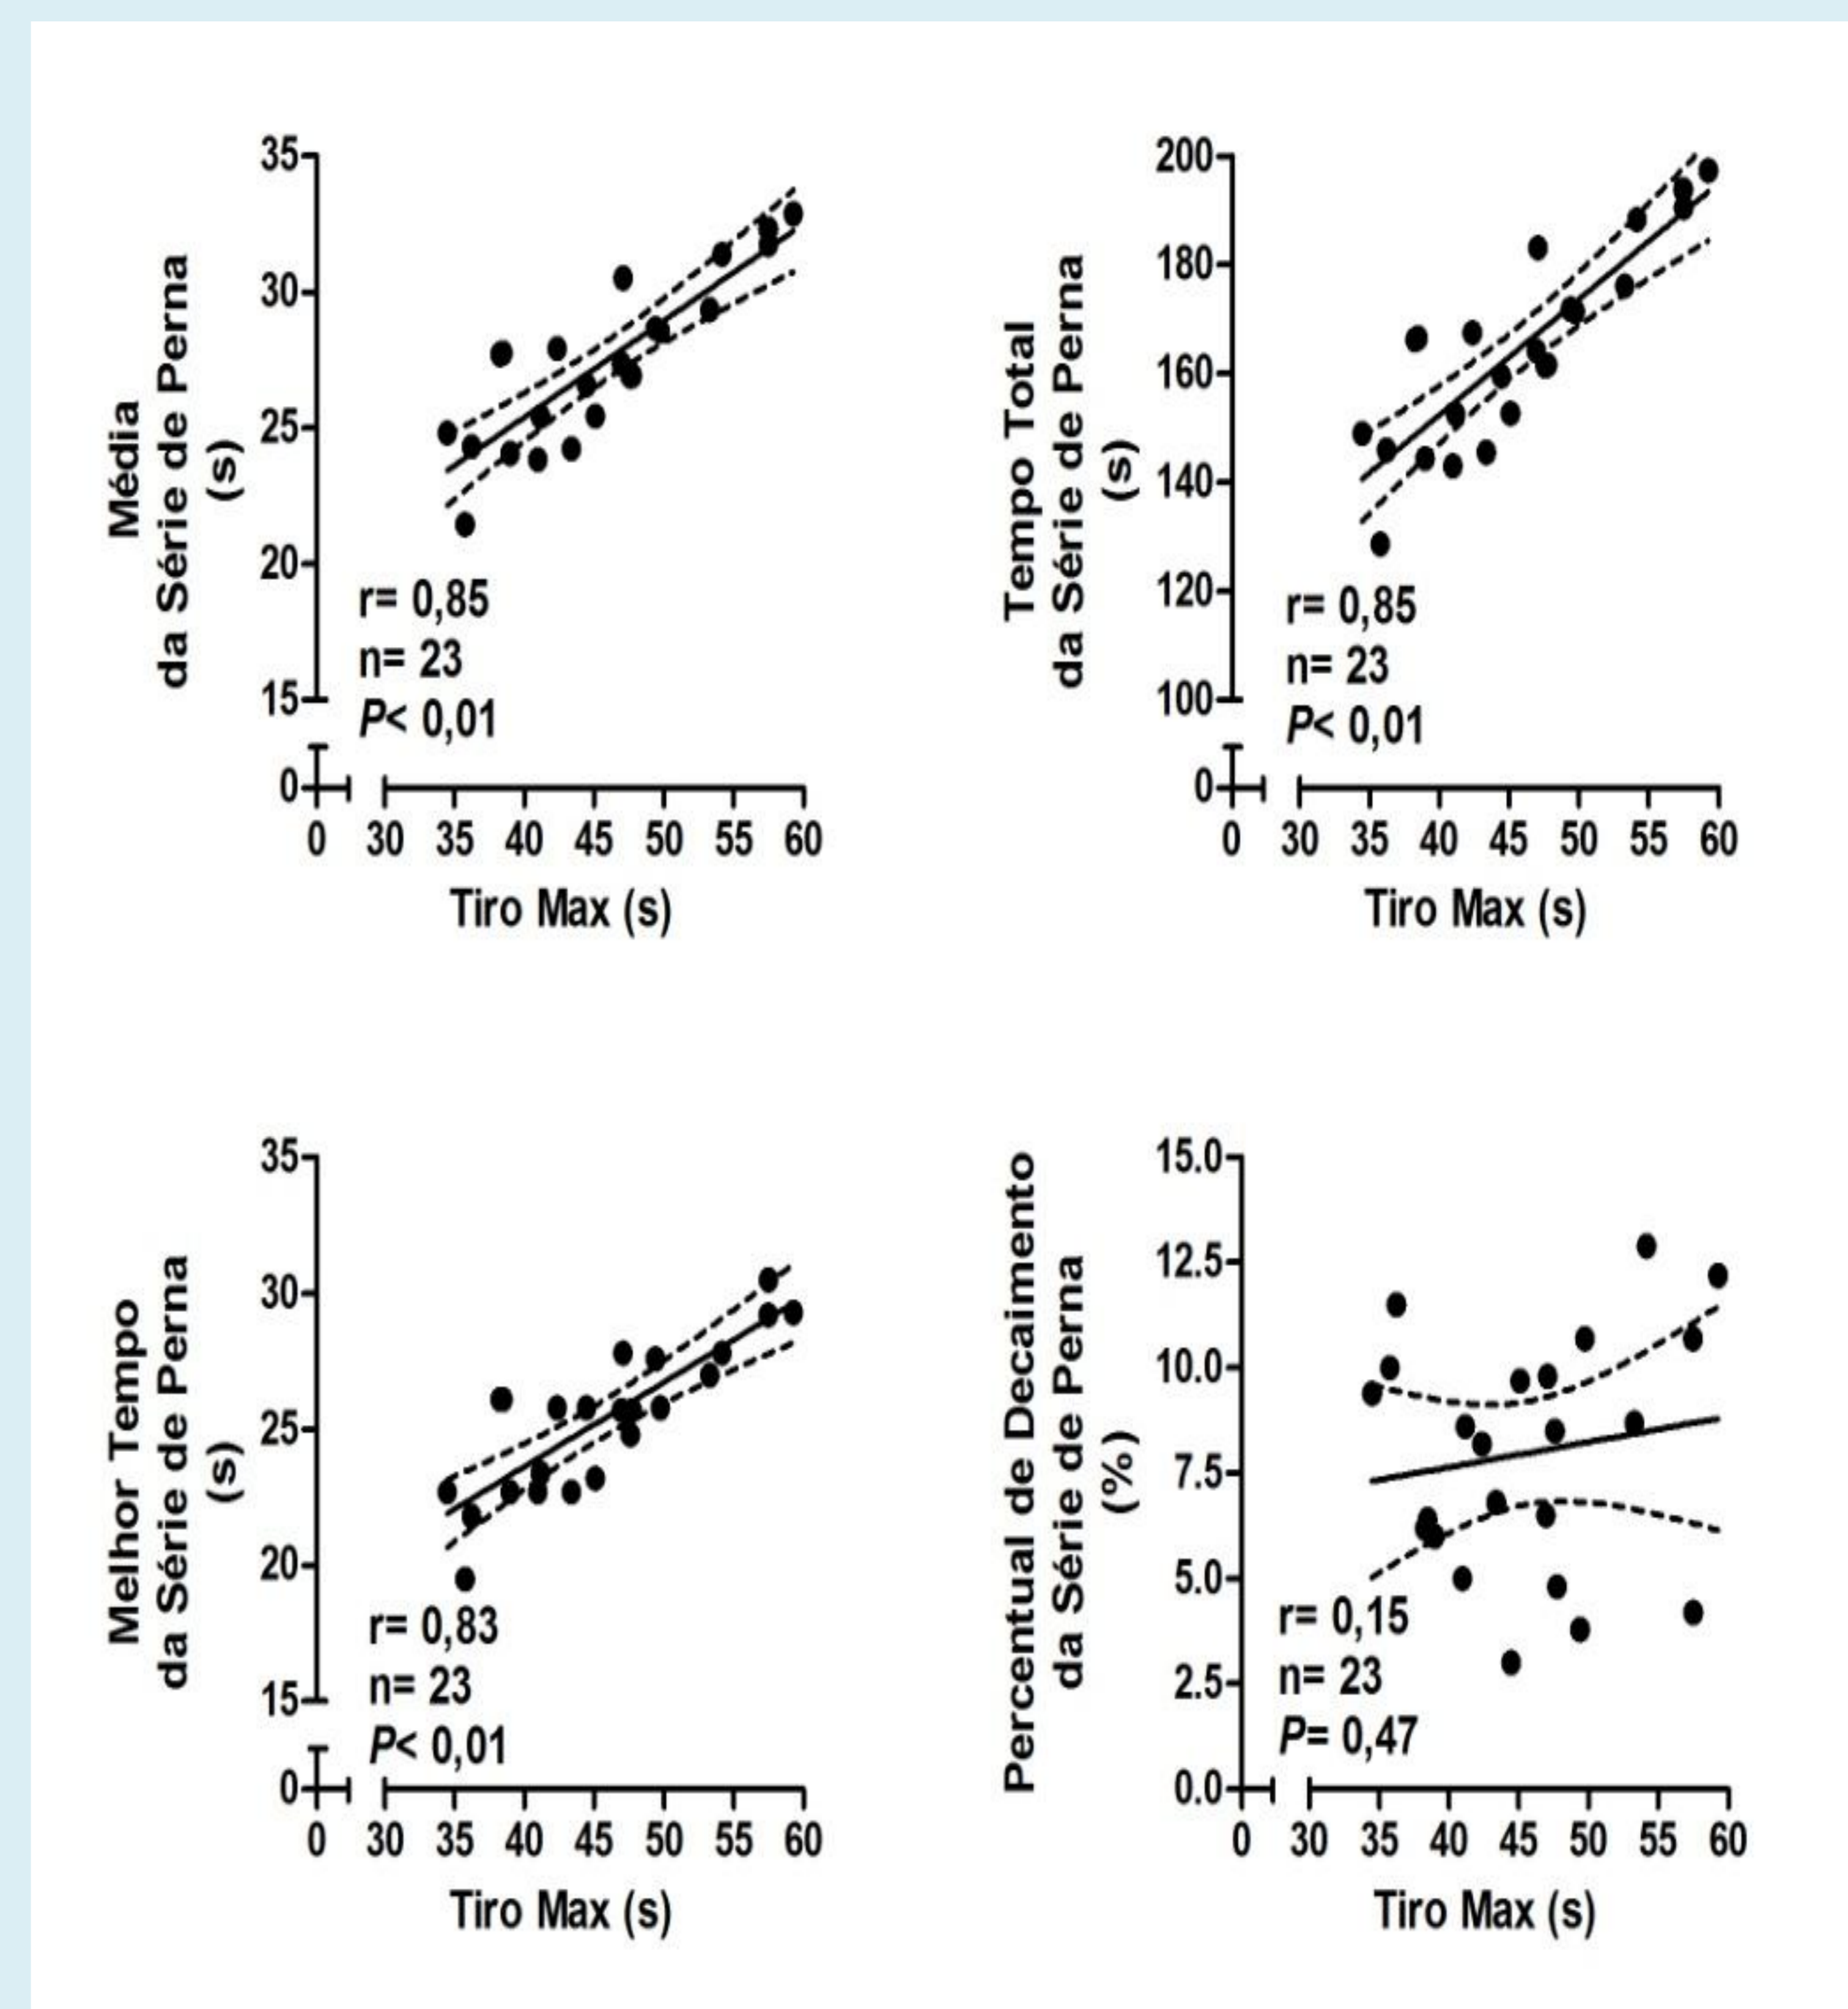 Média
da Série de Perna
(s)
35
30
25
20
15
0
r= 0,85
n= 23
P< 0,01
0 30 35 40 45 50 55 60
Tiro Max (s)
Tempo Total
da Série de Perna
(s)
200
180
160
140
120
100
0
r= 0,85
n= 23
P< 0,01
0 30 35 40 45 50 55 60
Tiro Max (s)
Melhor Tempo
da Série de Perna
(s)
35
30
25
20
15
0
r= 0,83
n= 23
P< 0,01
0 30 35 40 45 50 55 60
Tiro Max (s)
Percentual de Decaimento
da Série de Perna
(%)
15.0
12.5
10.0
7.5
5.0
2.5
0.0
r= 0,15
n= 23
P= 0,47
0 30 35 40 45 50 55 60
Tiro Max (s)